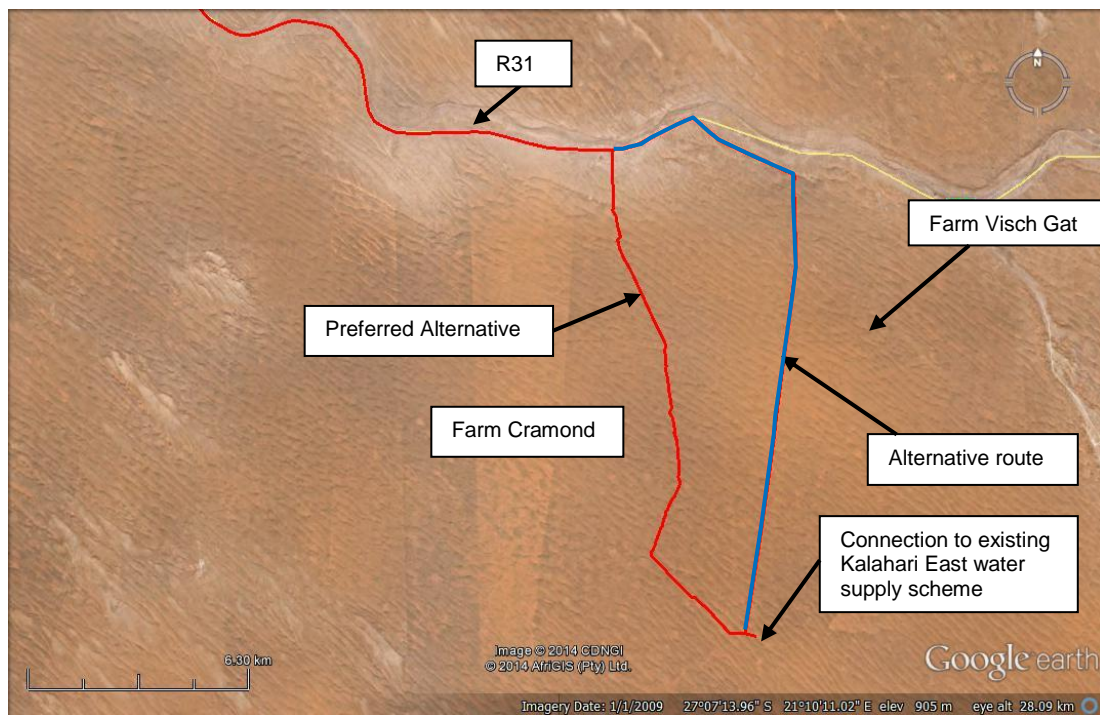 R31
N
Farm Visch Gat
Preferred Alternative
Farm Cramond
Alternative route
Connection to existing
Kalahari East water
supply scheme
6.30 km
Image © 2014 CDNGI
© 2014 AfriGIS (Pty) Ltd.
Google earth
Imagery Date: 1/1/2009 27°07'13.96" S 21°10'11.02" E elev 905 m eye alt 28.09 km